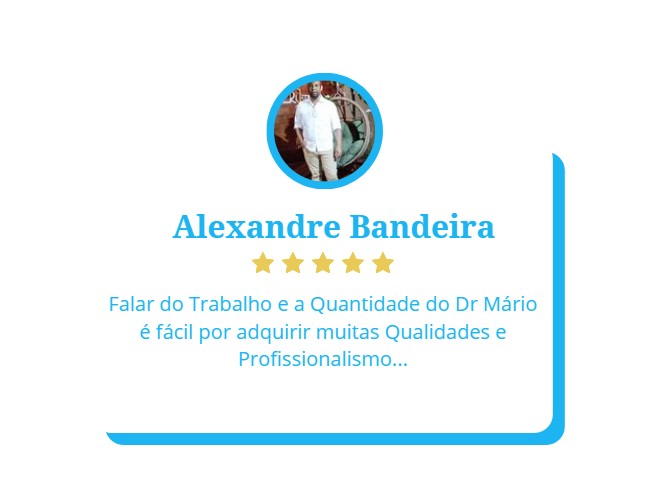 Alexandre Bandeira
Falar do Trabalho e a Quantidade do Dr Mário
é fácil por adquirir muitas Qualidades e
Profissionalismo...